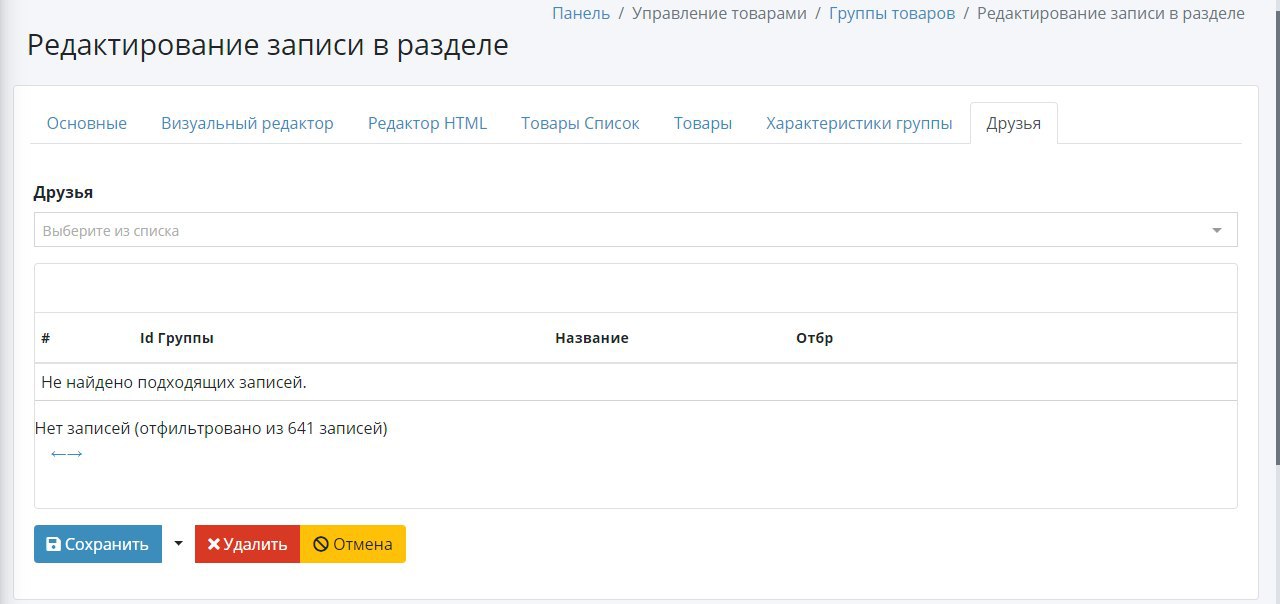 Панель / Управление товарами / Группы товаров / Редактирование записи в разделе
Редактирование записи в разделе
Основные Визуальный редактор Редактор HTML Товары Список Товары Характеристики группы Друзья
Друзья
Выберите из списка
# Id Группы Название Отбр
Не найдено подходящих записей.
Нет записей (отфильтровано из 641 записей)
←→
Сохранить Удалить Отмена